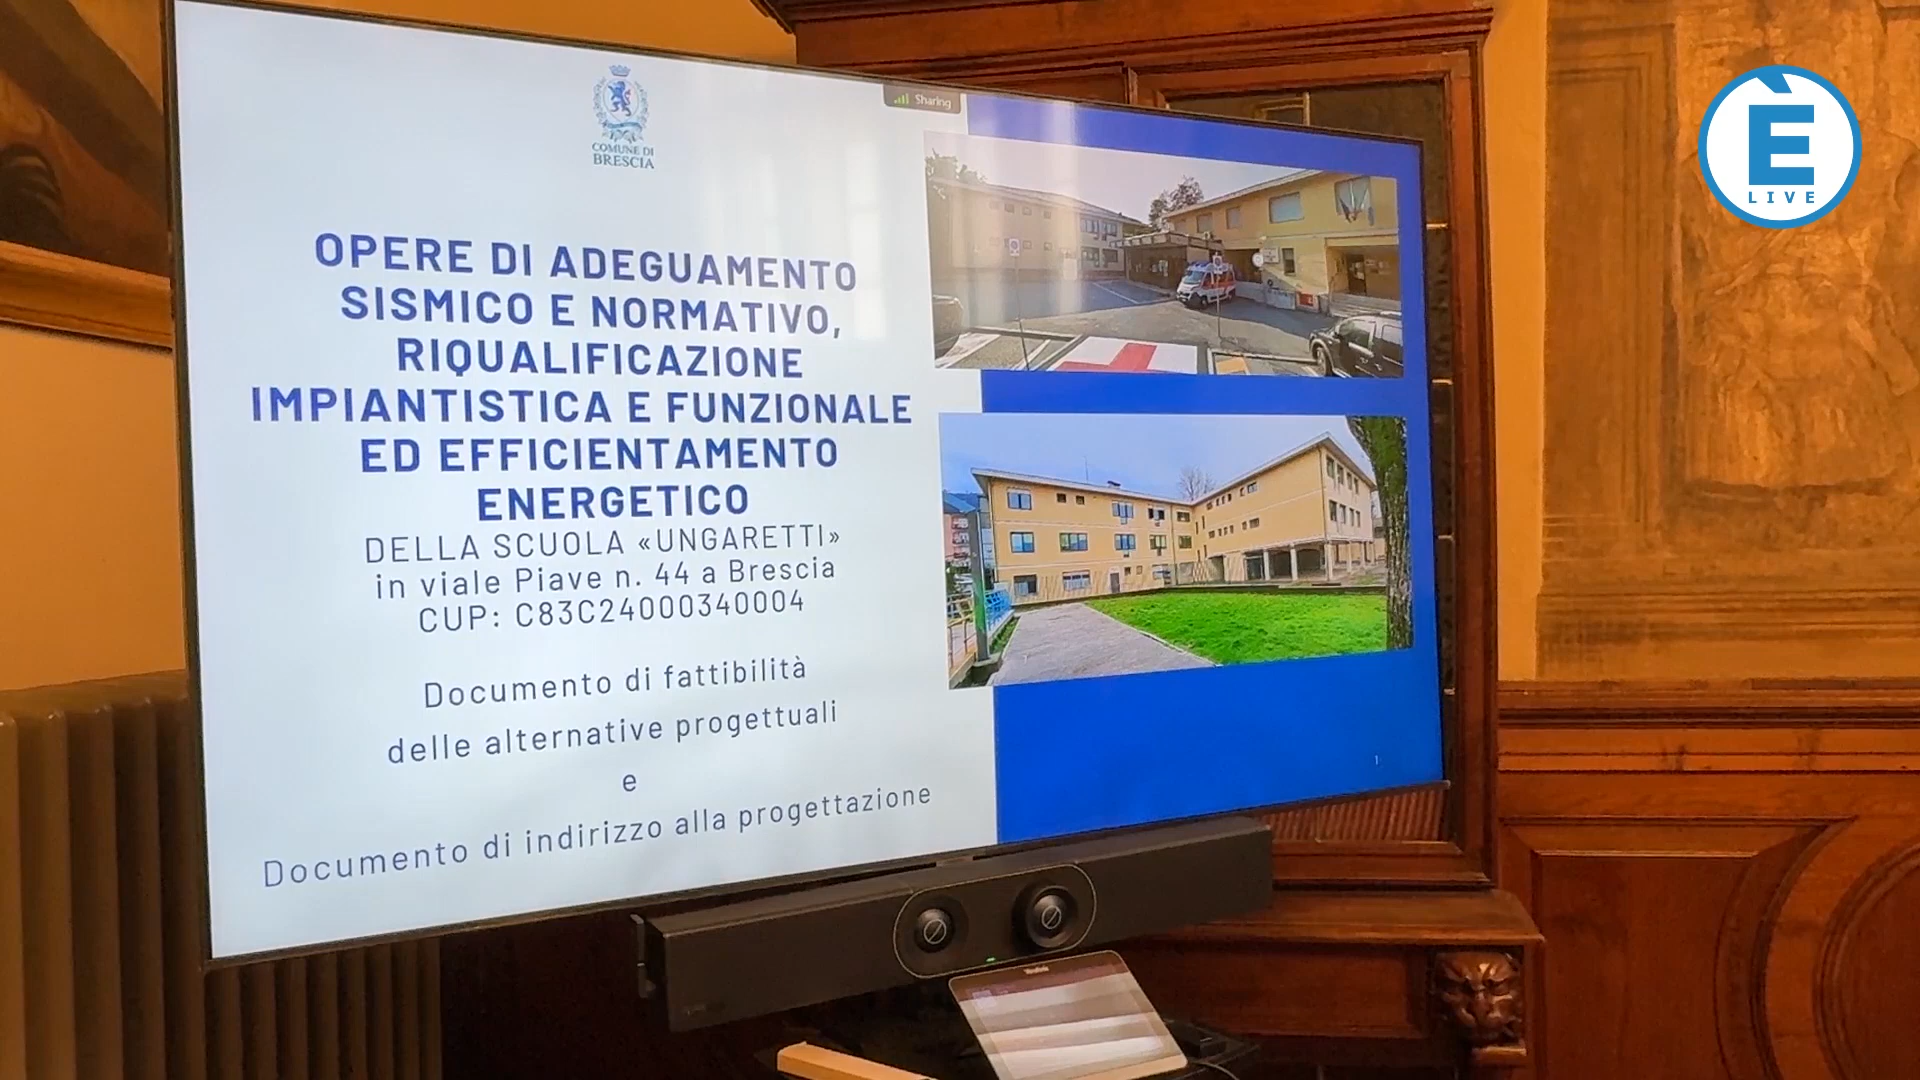 COMUNE DI
BRESCIA
Sharing
OPERE DI ADEGUAMENTO
SISMICO E NORMATIVO,
RIQUALIFICAZIONE
IMPIANTISTICA E FUNZIONALE
ED EFFICIENTAMENTO
ENERGETICO
DELLA SCUOLA «UNGARETTI»
in viale Piave n. 44 a Brescia
CUP: C83C24000340004
Documento di fattibilità
delle alternative progettuali
e
Documento di indirizzo alla progettazione
1
È
LIVE
Yealink